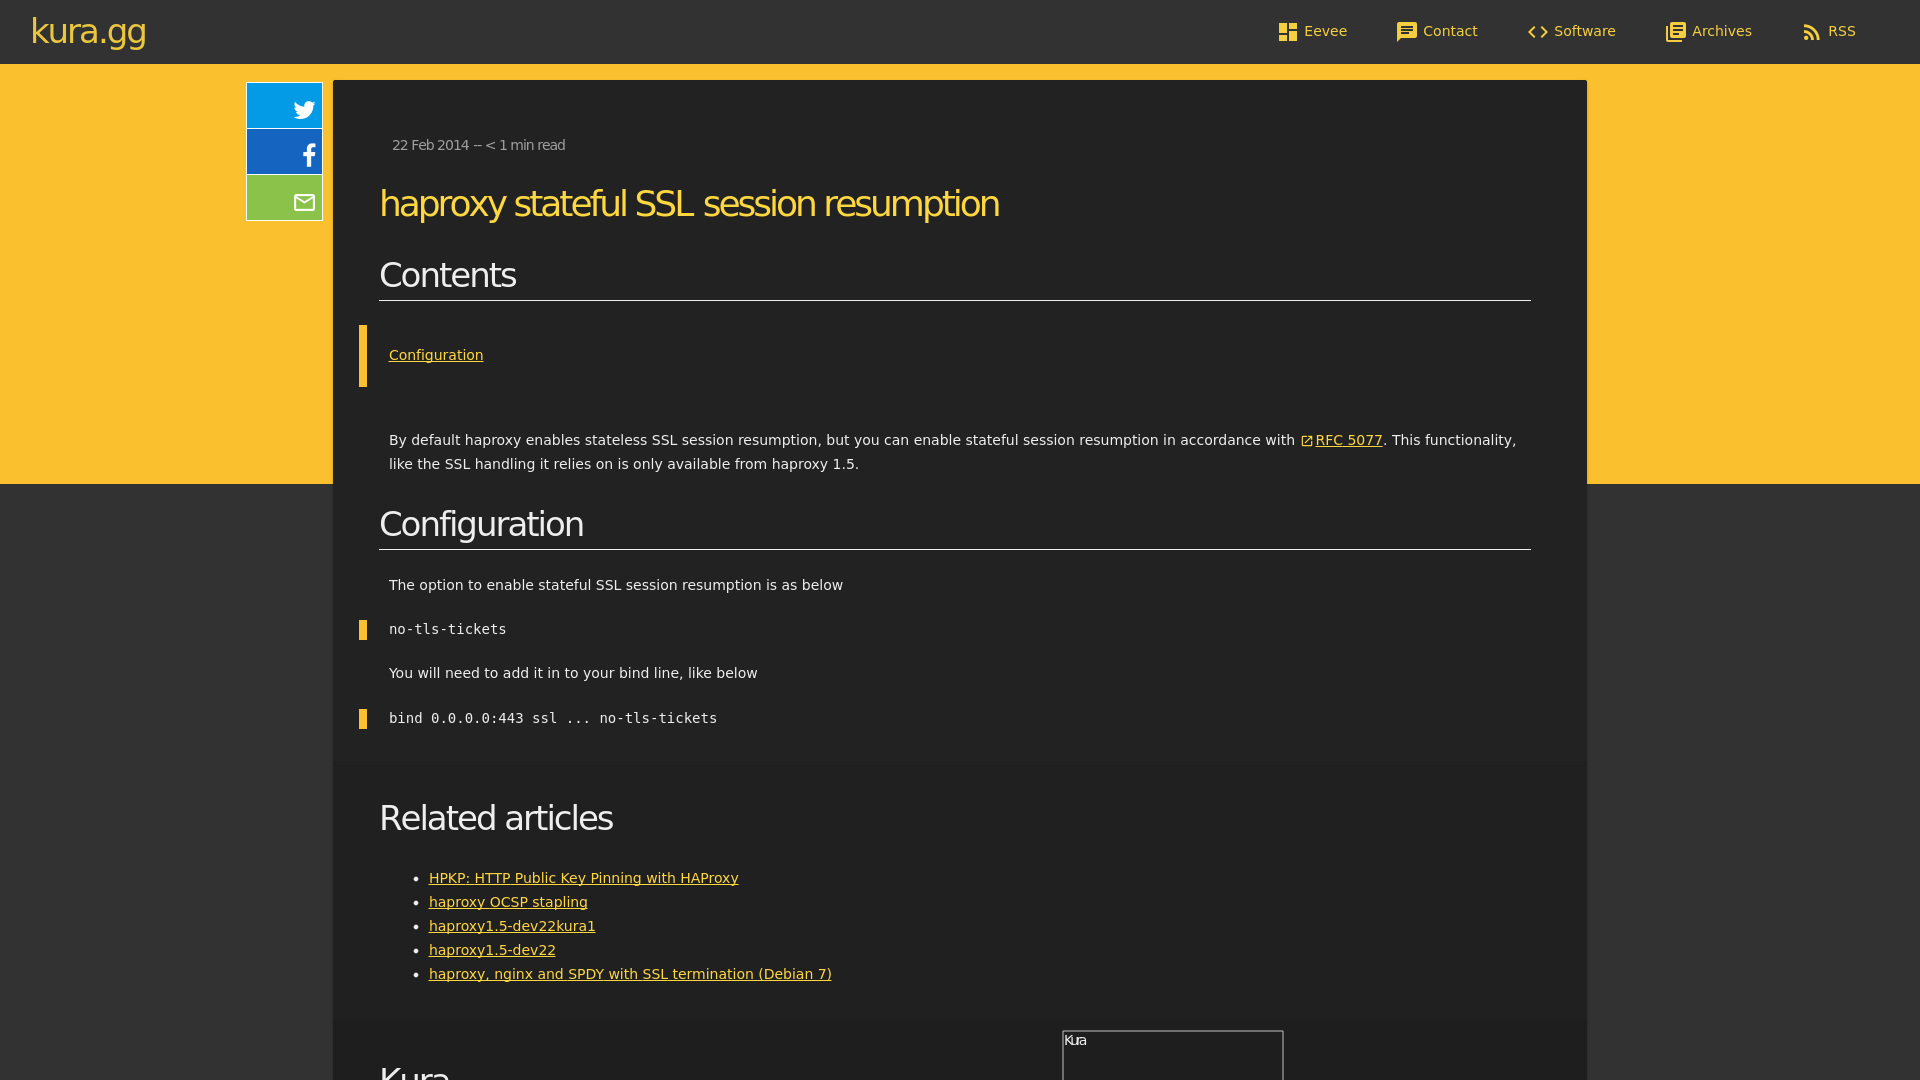 kura.gg
Eevee
Contact
Software
Archives
RSS
22 Feb 2014 -- < 1 min read
haproxy stateful SSL session resumption
Contents
Configuration
By default haproxy enables stateless SSL session resumption, but you can enable stateful session resumption in accordance with RFC 5077. This functionality,
like the SSL handling it relies on is only available from haproxy 1.5.
Configuration
The option to enable stateful SSL session resumption is as below
no-tls-tickets
You will need to add it in to your bind line, like below
bind 0.0.0.0:443 ssl ... no-tls-tickets
Related articles
HPKP: HTTP Public Key Pinning with HAProxy
haproxy OCSP stapling
haproxy1.5-dev22kura1
haproxy1.5-dev22
haproxy, nginx and SPDY with SSL termination (Debian 7)
Kura
Kura